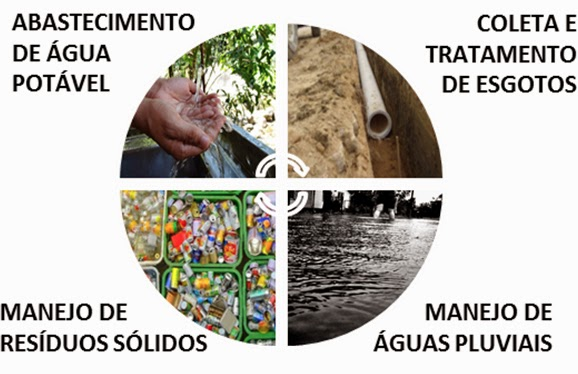 ABASTECIMENTO
DE ÁGUA
POTÁVEL
COLETA E
TRATAMENTO
DE ESGOTOS
MANEJO DE
RESÍDUOS SÓLIDOS
MANEJO DE
ÁGUAS PLUVIAIS